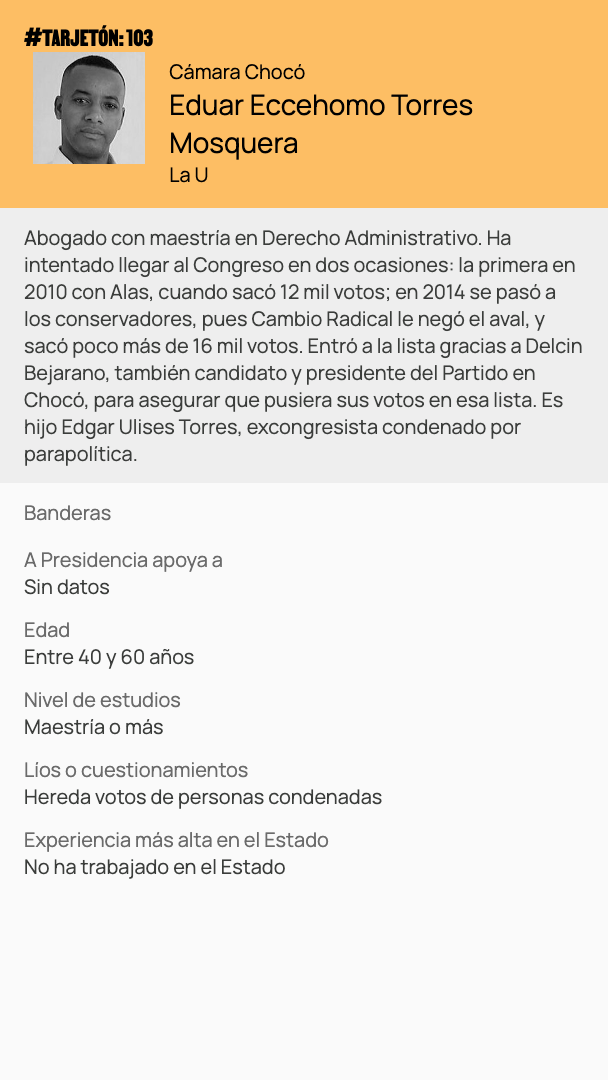 #TARJETÓN: 103
Cámara Chocó
Eduar Eccehomo Torres
Mosquera
La U
Abogado con maestría en Derecho Administrativo. Ha
intentado llegar al Congreso en dos ocasiones: la primera en
2010 con Alas, cuando sacó 12 mil votos; en 2014 se pasó a
los conservadores, pues Cambio Radical le negó el aval, y
sacó poco más de 16 mil votos. Entró a la lista gracias a Delcin
Bejarano, también candidato y presidente del Partido en
Chocó, para asegurar que pusiera sus votos en esa lista. Es
hijo Edgar Ulises Torres, excongresista condenado por
parapolítica.
Banderas
A Presidencia apoya a
Sin datos
Edad
Entre 40 y 60 años
Nivel de estudios
Maestría o más
Líos o cuestionamientos
Hereda votos de personas condenadas
Experiencia más alta en el Estado
No ha trabajado en el Estado